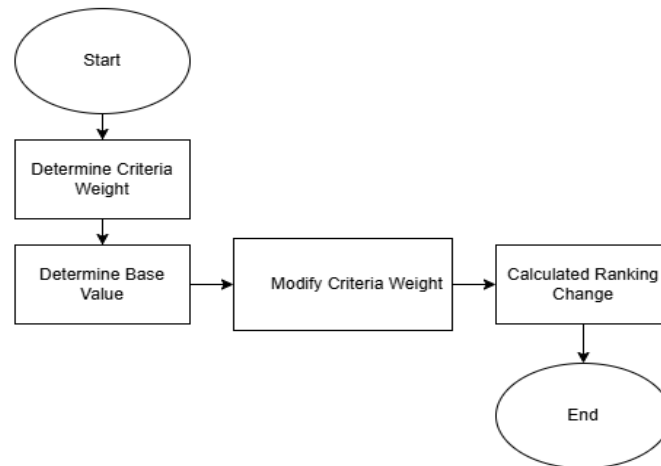 Start
Determine Criteria
Weight
Determine Base
Value
Modify Criteria Weight
Calculated Ranking
Change
End